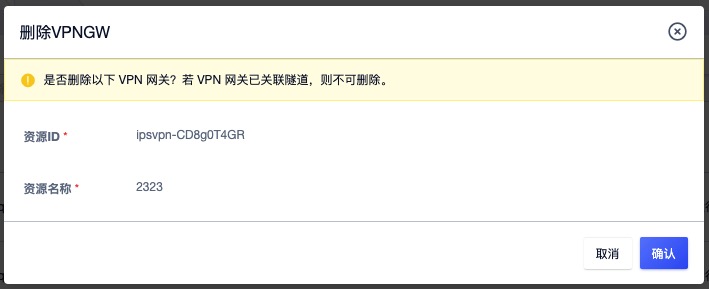 删除VPNGW
是否删除以下 VPN 网关？若 VPN 网关已关联隧道，则不可删除。
资源ID * ipsvpn-CD8g0T4GR
资源名称 * 2323
取消 确认